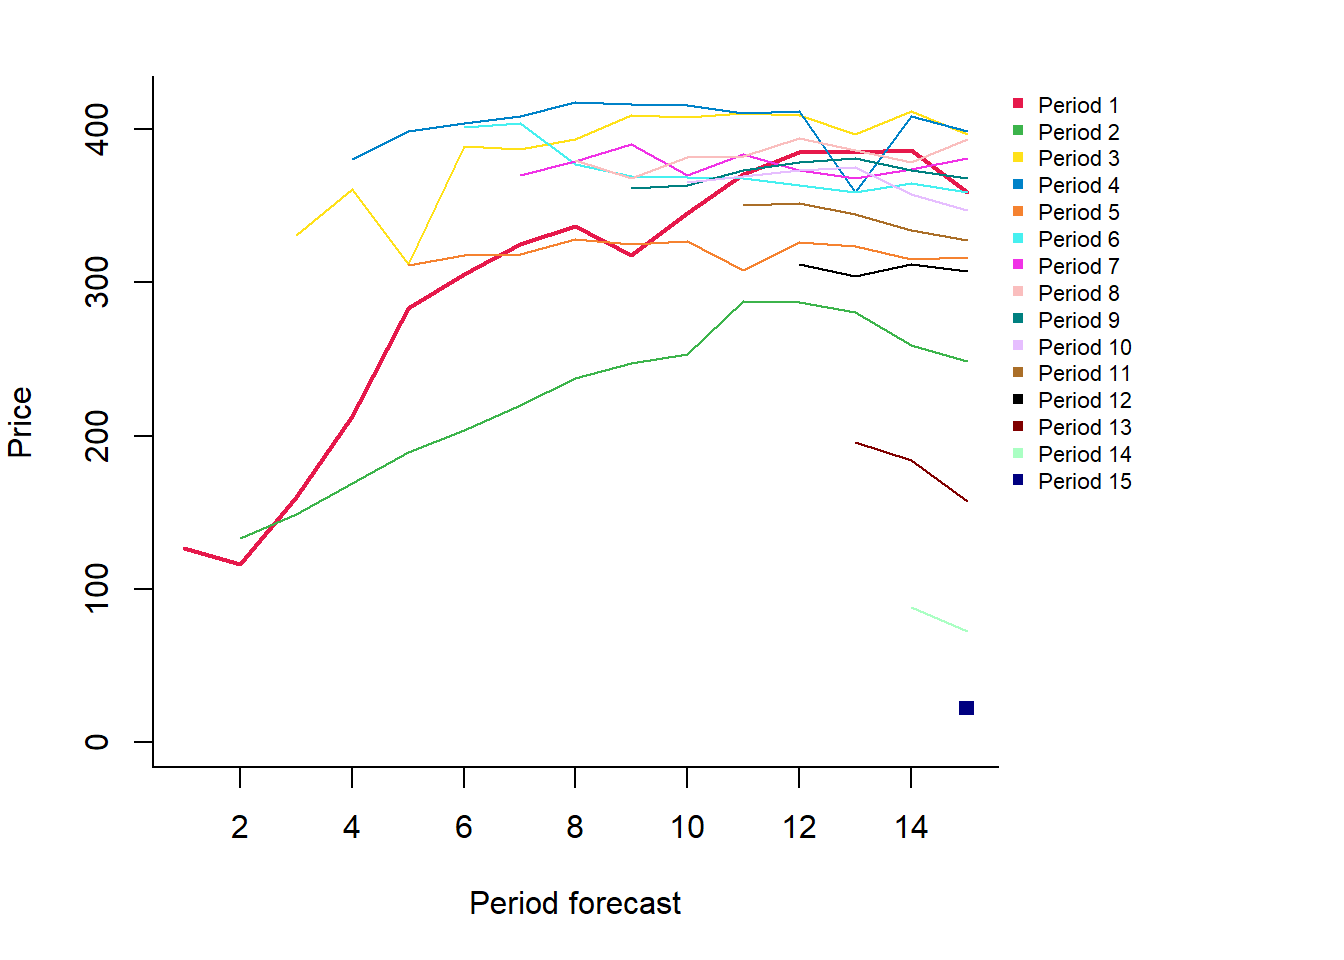 400
300
200
100
0
Price
2 4 6 8 10 12 14
Period forecast
Period 1
Period 2
Period 3
Period 4
Period 5
Period 6
Period 7
Period 8
Period 9
Period 10
Period 11
Period 12
Period 13
Period 14
Period 15